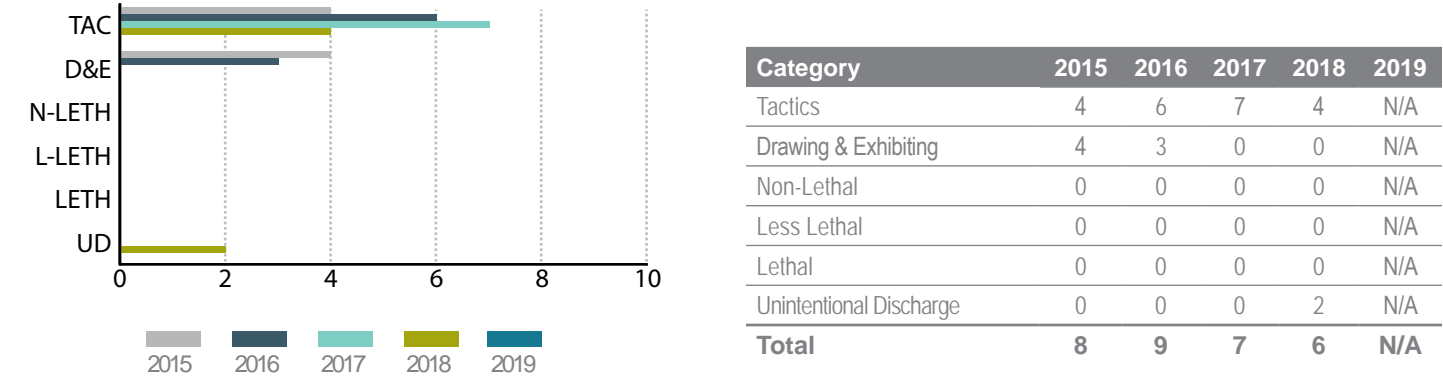 TAC
D&E
N-LETH
L-LETH
LETH
UD
0 2 4 6 8 10
2015 2016 2017 2018 2019
Category 2015 2016 2017 2018 2019
Tactics 4 6 7 4 N/A
Drawing & Exhibiting 4 3 0 0 N/A
Non-Lethal 0 0 0 0 N/A
Less Lethal 0 0 0 0 N/A
Lethal 0 0 0 0 N/A
Unintentional Discharge 0 0 0 2 N/A
Total 8 9 7 6 N/A